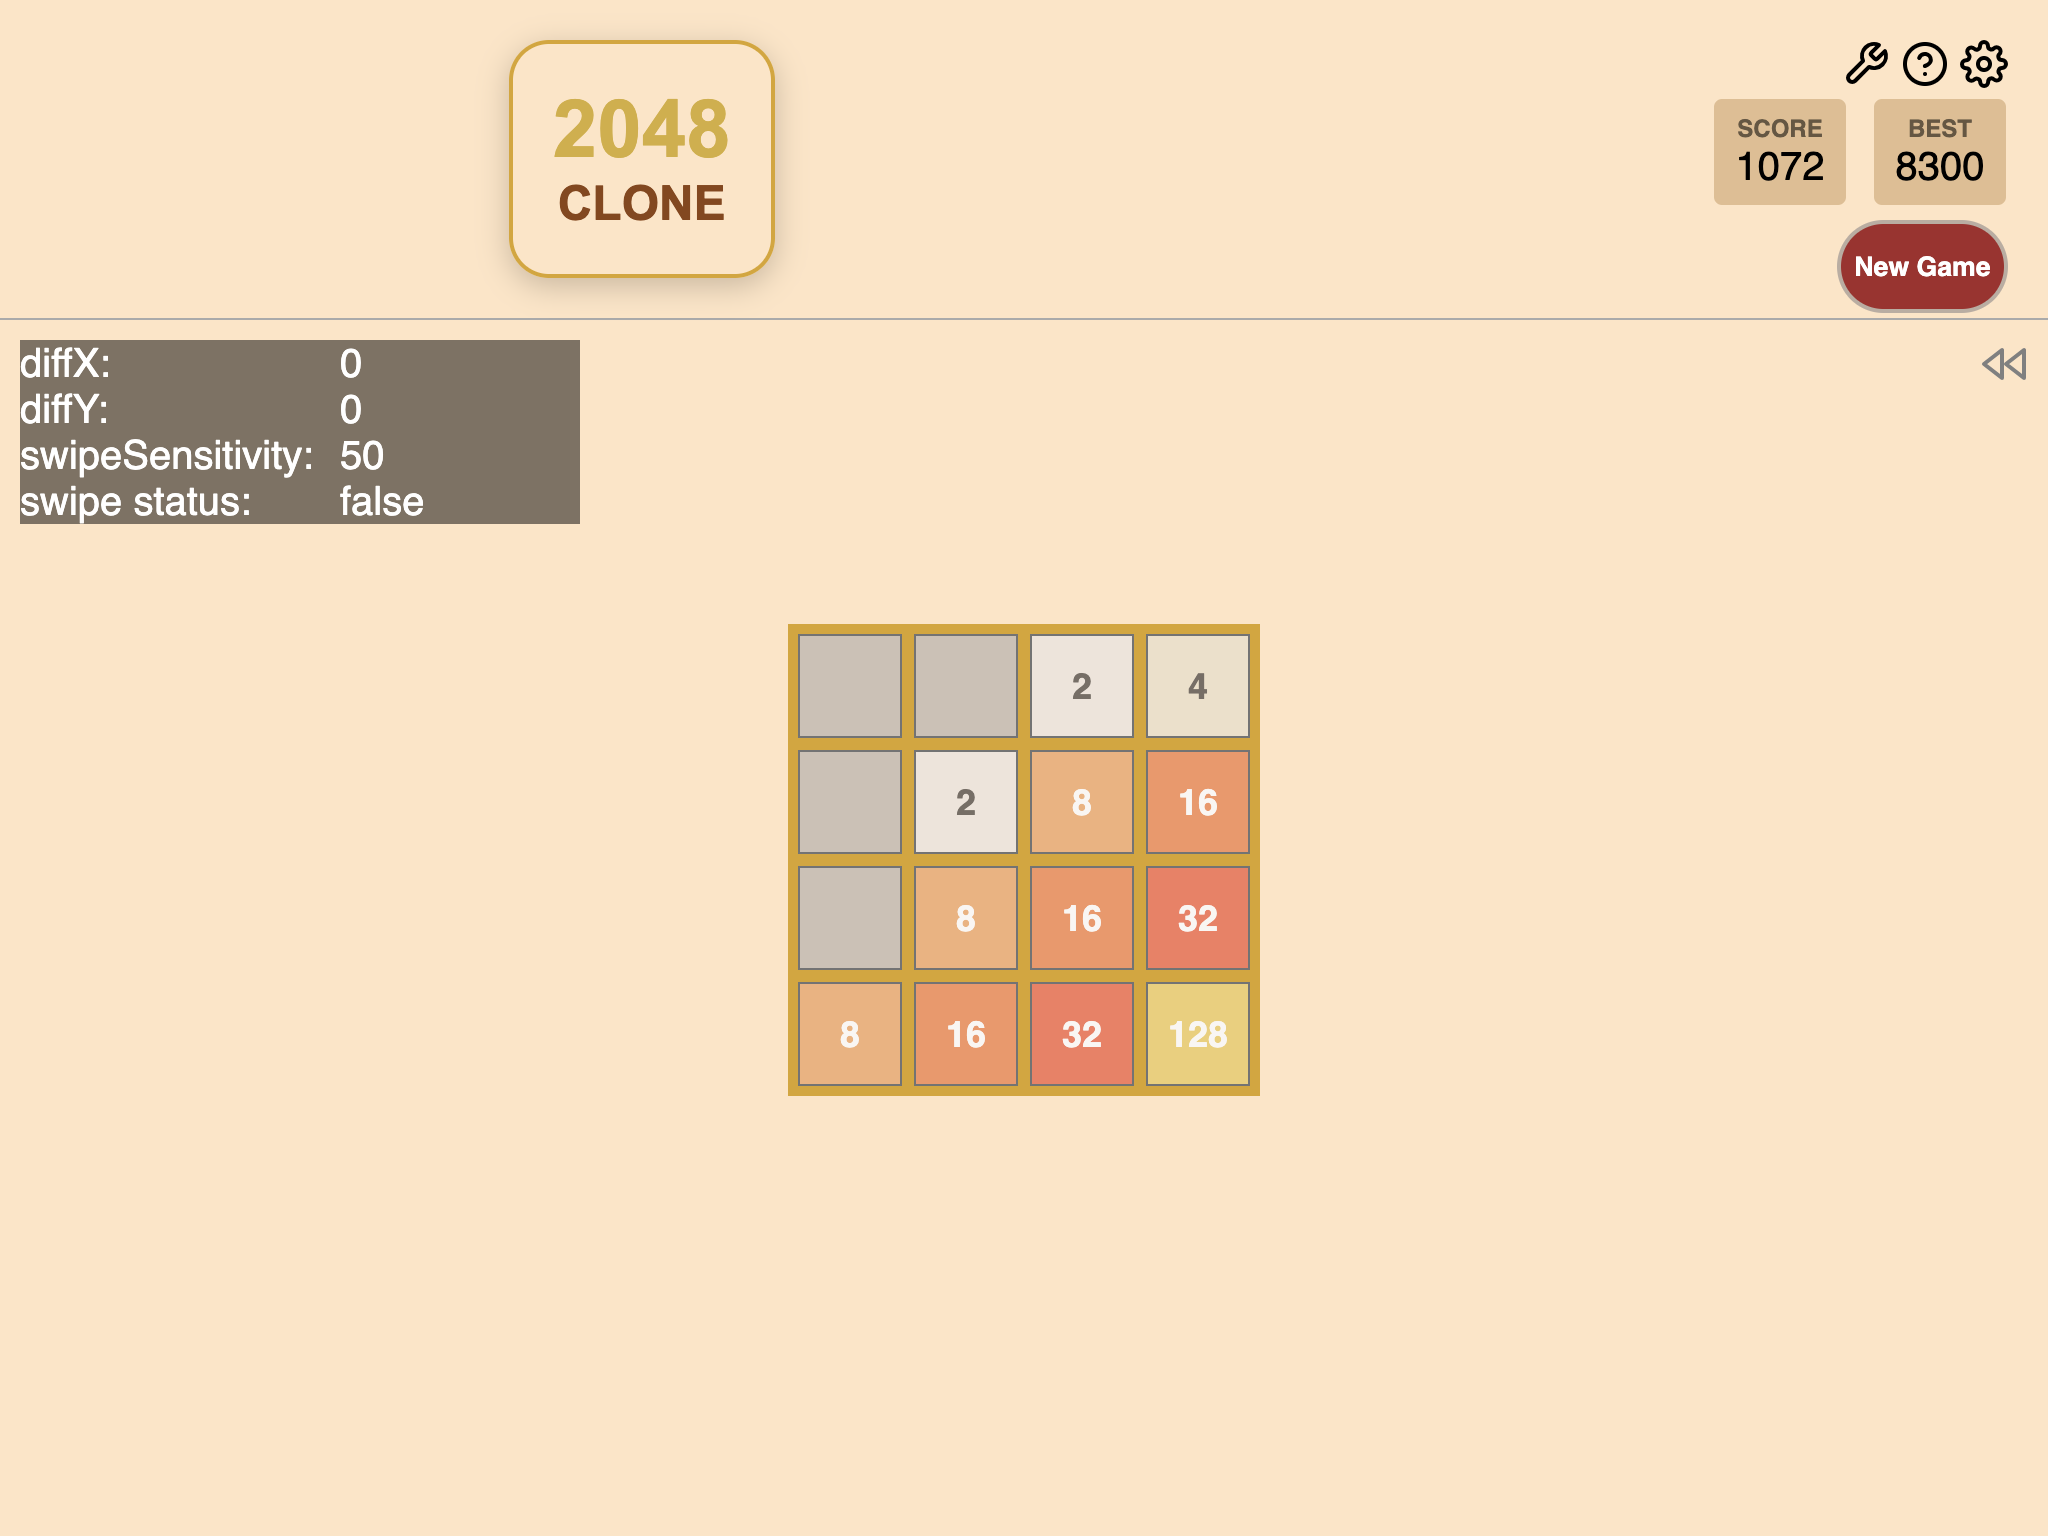 2048
CLONE
SCORE
1072
BEST
8300
New Game
diffX: 0
diffY: 0
swipeSensitivity: 50
swipe status: false
2 4
2 8 16
8 16 32
8 16 32 128